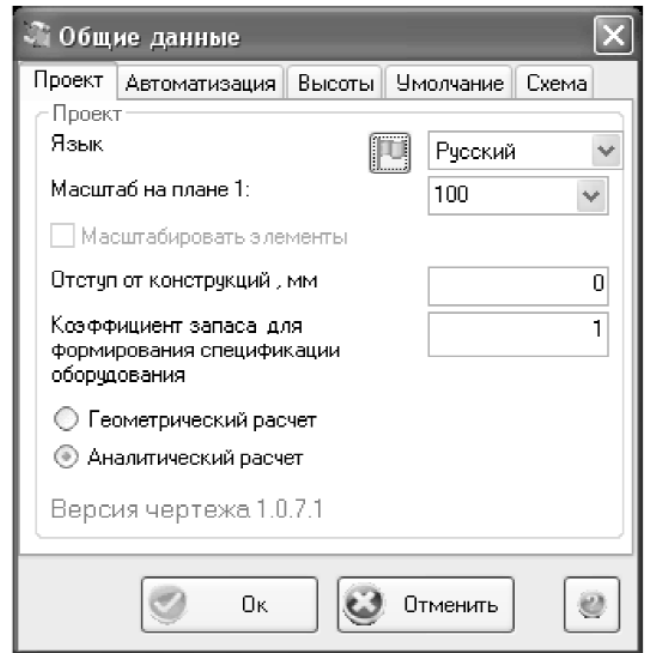 Общие данные
Проект Автоматизация Высоты Умолчание Схема
Проект
Язык Русский
Масштаб на плане 1: 100
Масштабировать элементы
Отступ от конструкций , мм 0
Коэффициент запаса для 1
формирования спецификации
оборудования
Геометрический расчет
Аналитический расчет
Версия чертежа 1.0.7.1
Ок Отменить